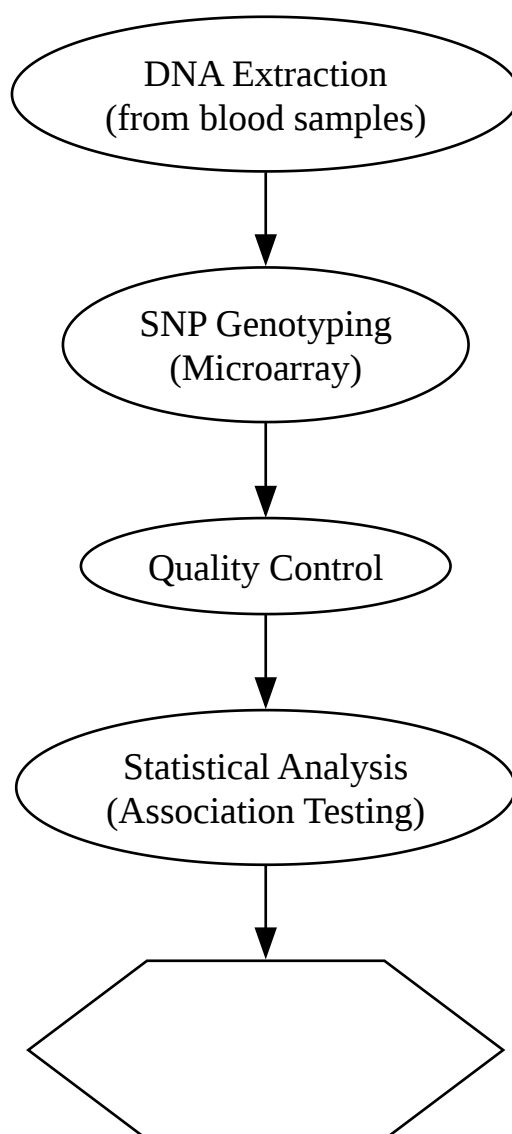 DNA Extraction
(from blood samples)
SNP Genotyping
(Microarray)
Quality Control
Statistical Analysis
(Association Testing)